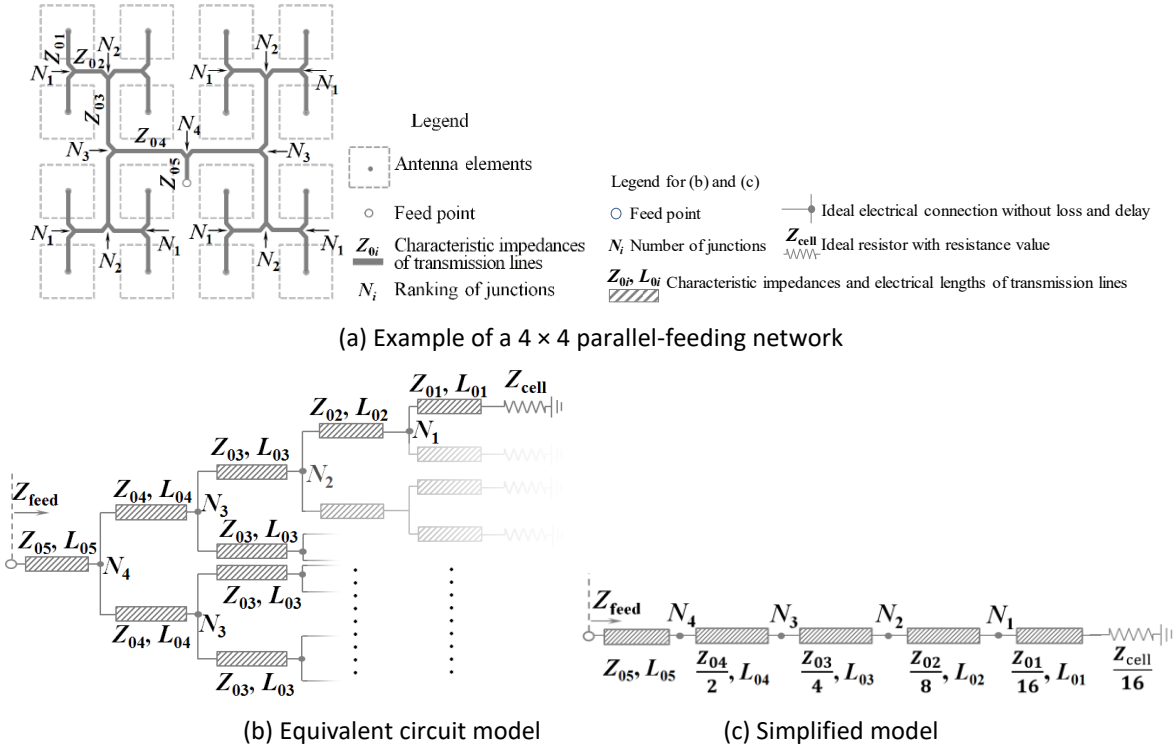 Z01
Z02
N2
N2
N1
N1
N1
Z03
Z04
N4
N3
N3
Z05
N1
N1
N1
N1
N2
N2
Legend
Antenna elements
Feed point
Z0i Characteristic impedances
of transmission lines
Ni Ranking of junctions
Legend for (b) and (c)
Feed point
Ideal electrical connection without loss and delay
Ni Number of junctions
Zcell Ideal resistor with resistance value
Z0i, L0i Characteristic impedances and electrical lengths of transmission lines
(a) Example of a 4 × 4 parallel-feeding network
Z01, L01
Zcell
Z02, L02
N1
Z03, L03
N2
Zfeed
Z04, L04
N3
Z03, L03
Z05, L05
N4
Z03, L03
Z04, L04
N3
Z03, L03
(b) Equivalent circuit model
Zfeed
N4
N3
N2
N1
Z05, L05
Z04/2, L04
Z03/4, L03
Z02/8, L02
Z01/16, L01
Zcell/16
(c) Simplified model